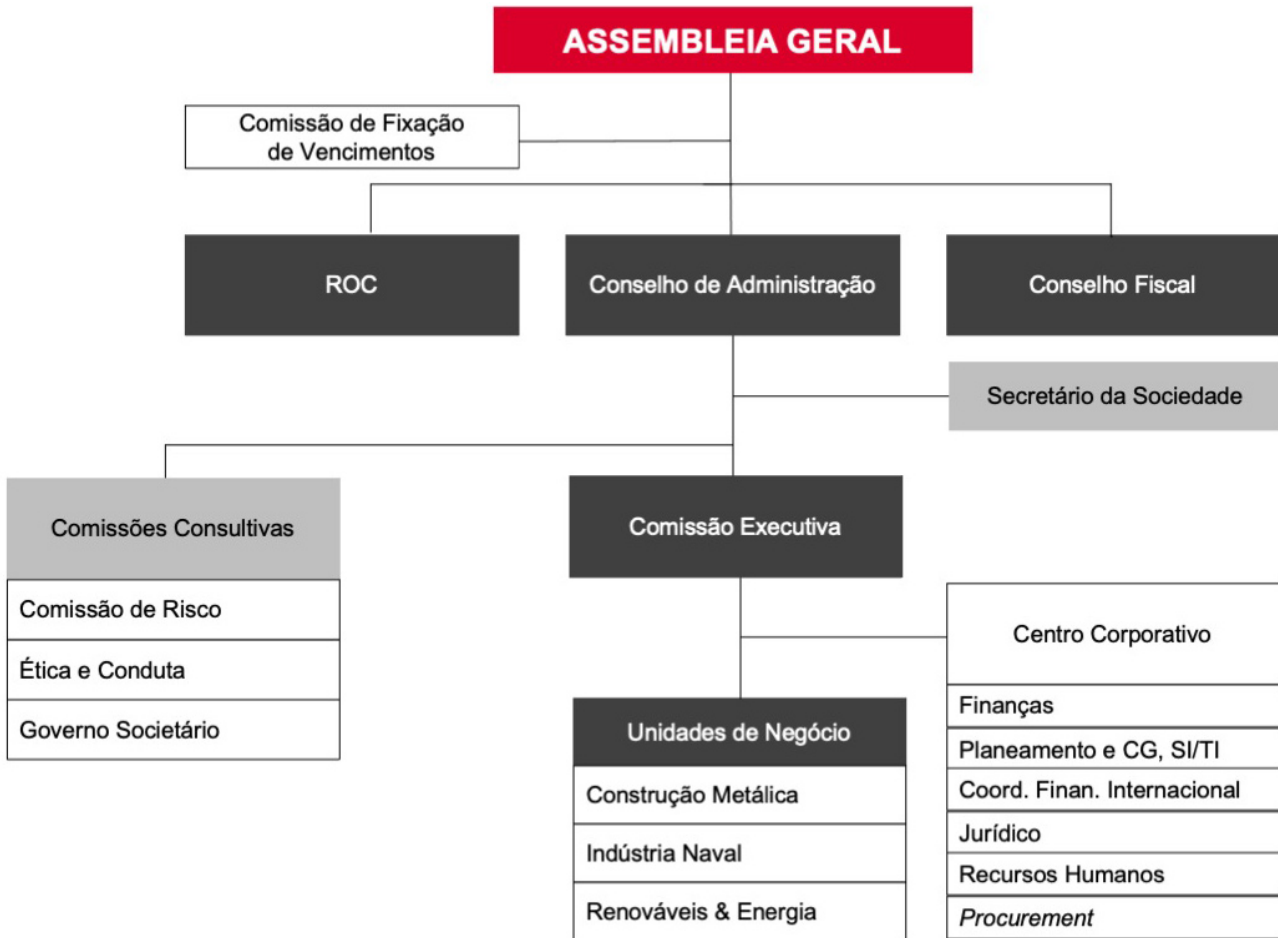 ASSEMBLEIA GERAL
Comissão de Fixação
de Vencimentos
ROC
Conselho de Administração
Conselho Fiscal
Secretário da Sociedade
Comissões Consultivas
Comissão de Risco
Ética e Conduta
Governo Societário
Comissão Executiva
Unidades de Negócio
Construção Metálica
Indústria Naval
Renováveis & Energia
Centro Corporativo
Finanças
Planeamento e CG, SI/TI
Coord. Finan. Internacional
Jurídico
Recursos Humanos
Procurement